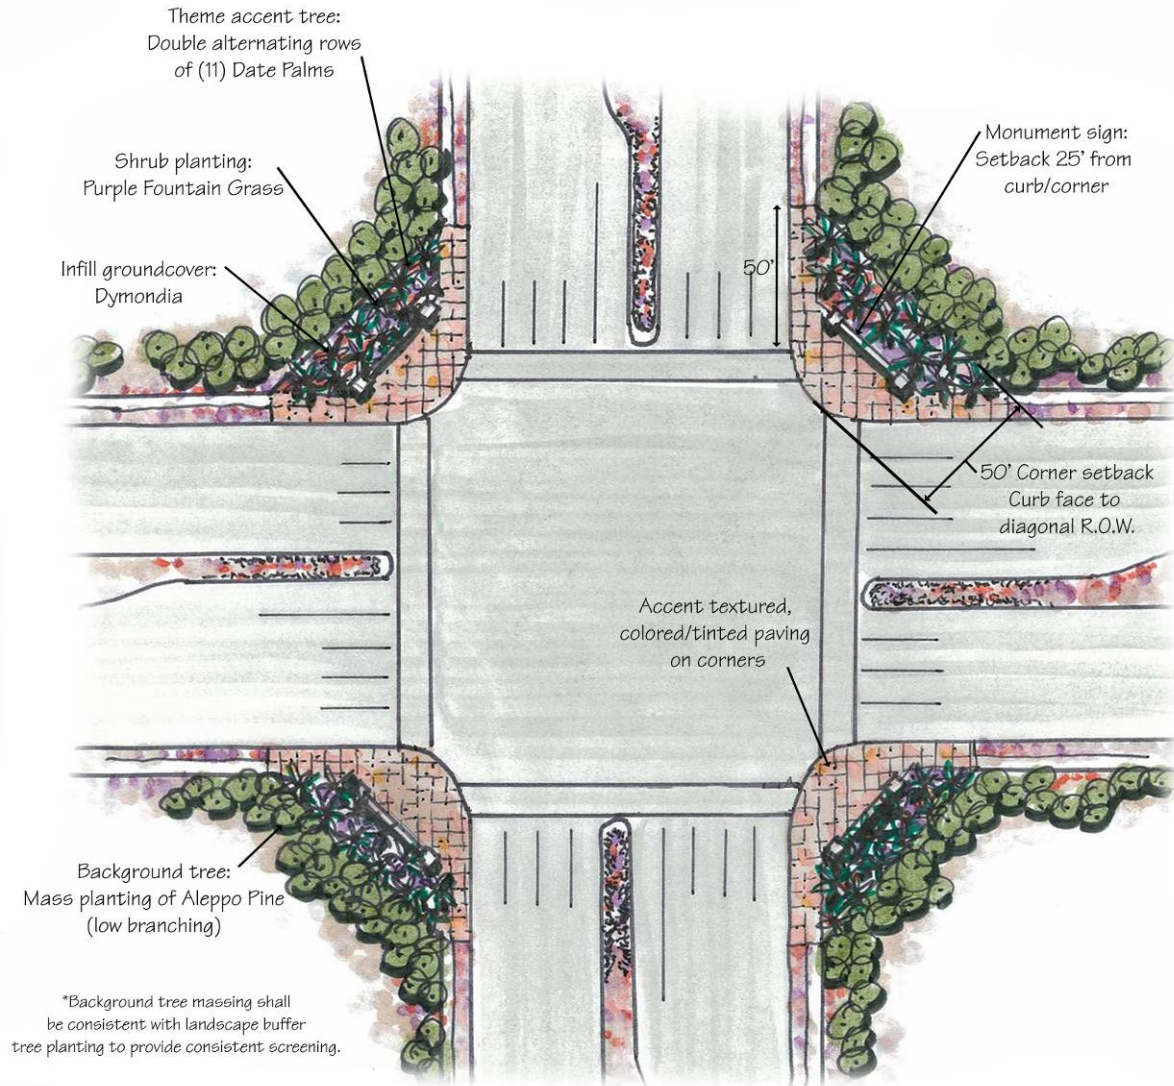 Theme accent tree:
Double alternating rows
of (11) Date Palms
Shrub planting:
Purple Fountain Grass
Infill groundcover:
Dymondia
Monument sign:
Setback 25' from
curb/corner
50'
50' Corner setback
Curb face to
diagonal R.O.W.
Accent textured,
colored/tinted paving
on corners
Background tree:
Mass planting of Aleppo Pine
(low branching)
*Background tree massing shall
be consistent with landscape buffer
tree planting to provide consistent screening.